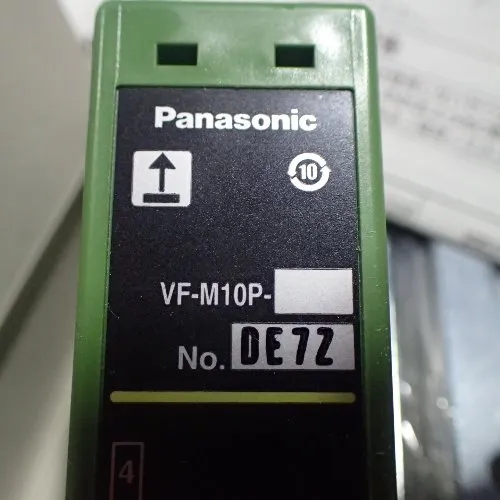 Panasonic
10
VF-M10P-
No. DE7Z
4